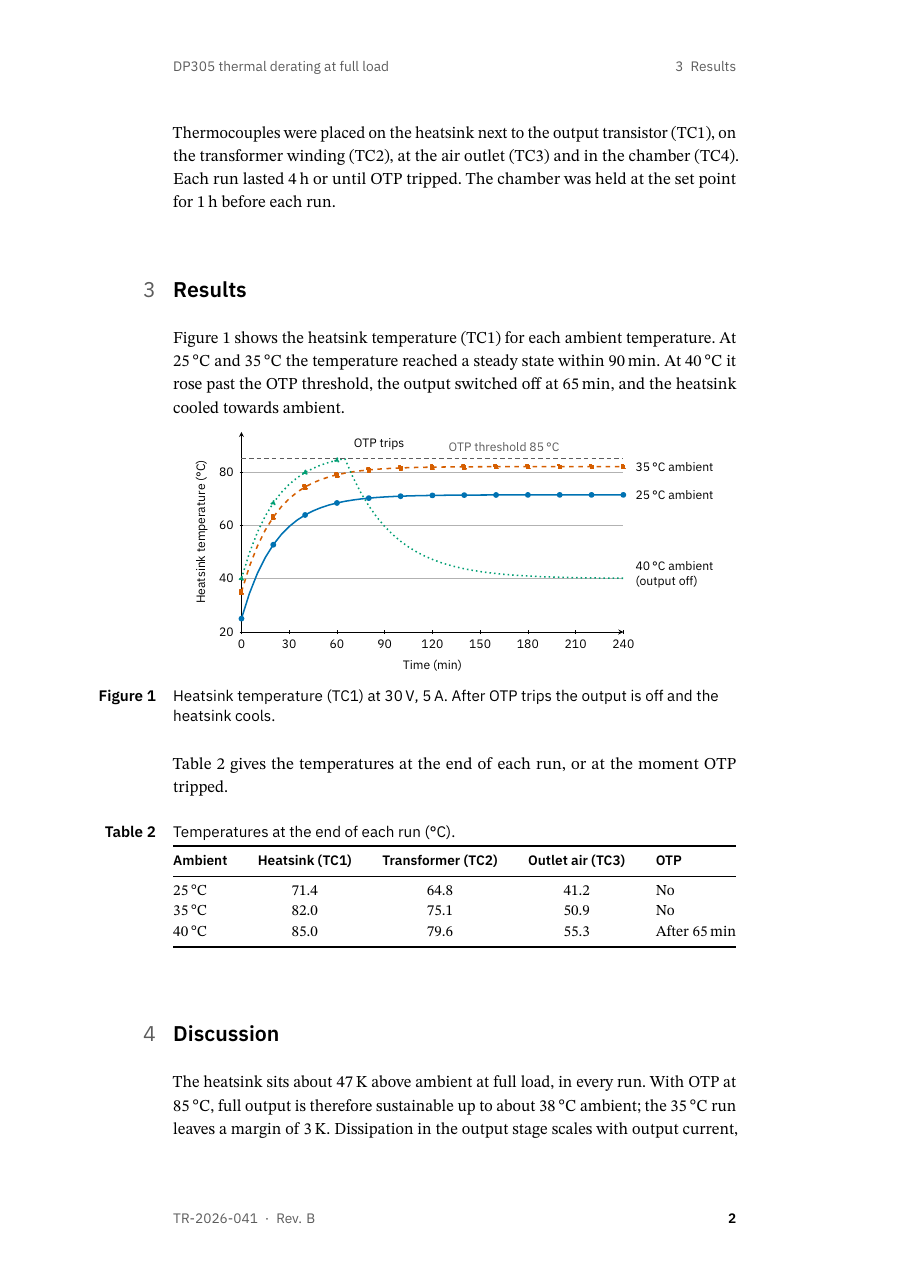 DP305 thermal derating at full load 3 Results
Thermocouples were placed on the heatsink next to the output transistor (TC1), on
the transformer winding (TC2), at the air outlet (TC3) and in the chamber (TC4).
Each run lasted 4 h or until OTP tripped. The chamber was held at the set point
for 1 h before each run.
3 Results
Figure 1 shows the heatsink temperature (TC1) for each ambient temperature. At
25 °C and 35 °C the temperature reached a steady state within 90 min. At 40 °C it
rose past the OTP threshold, the output switched off at 65 min, and the heatsink
cooled towards ambient.
OTP trips
OTP threshold 85 °C
35 °C ambient
25 °C ambient
40 °C ambient
(output off)
Heatsink temperature (°C)
80
60
40
20
0 30 60 90 120 150 180 210 240
Time (min)
Figure 1 Heatsink temperature (TC1) at 30 V, 5 A. After OTP trips the output is off and the
heatsink cools.
Table 2 gives the temperatures at the end of each run, or at the moment OTP
tripped.
Table 2 Temperatures at the end of each run (°C).
Ambient Heatsink (TC1) Transformer (TC2) Outlet air (TC3) OTP
25 °C 71.4 64.8 41.2 No
35 °C 82.0 75.1 50.9 No
40 °C 85.0 79.6 55.3 After 65 min
4 Discussion
The heatsink sits about 47 K above ambient at full load, in every run. With OTP at
85 °C, full output is therefore sustainable up to about 38 °C ambient; the 35 °C run
leaves a margin of 3 K. Dissipation in the output stage scales with output current,
TR-2026-041 · Rev. B 2